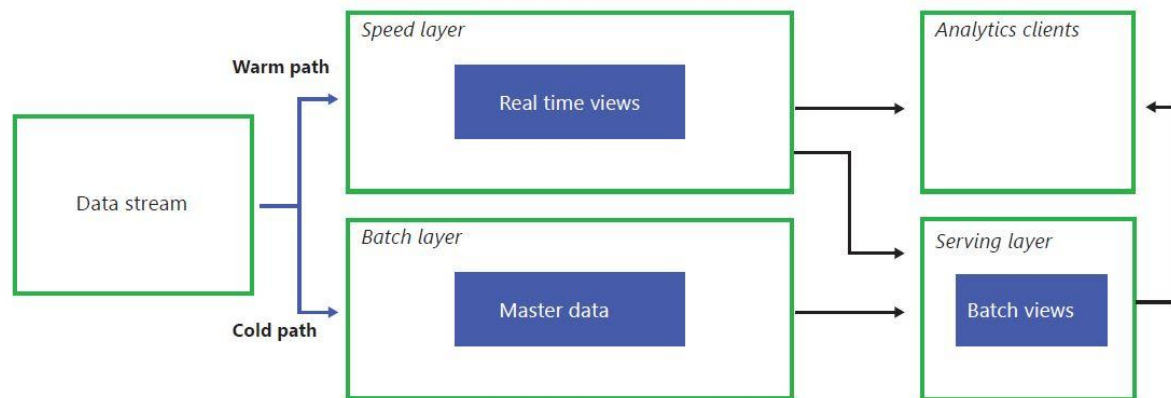 Speed layer
Analytics clients
Warm path
Real time views
Data stream
Batch layer
Serving layer
Master data
Batch views
Cold path